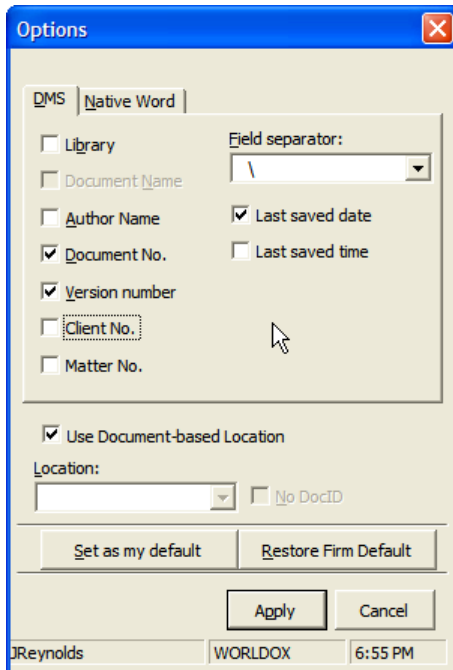 Options
DMS Native Word
Library
Field separator:
\
Document Name
Author Name
Last saved date
Document No.
Last saved time
Version number
Client No.
Matter No.
Use Document-based Location
Location:
No DocID
Set as my default Restore Firm Default
Apply Cancel
JReynolds WORLDOX 6:55 PM